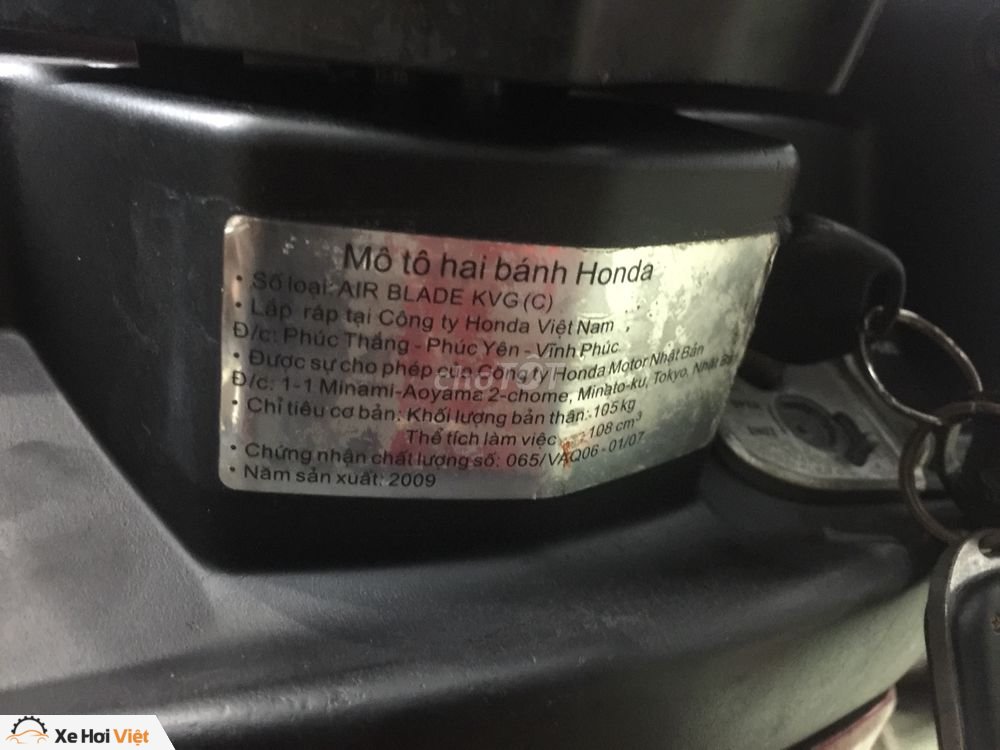 Mô tô hai bánh Honda
• Số loại: AIR BLADE KVG (C)
• Lắp ráp tại Công ty Honda Việt Nam
Đ/c: Phúc Thắng - Phúc Yên - Vĩnh Phúc
• Được sự cho phép của Công ty Honda Motor Nhật Bản
Đ/c: 1-1 Minami-Aoyama 2-chome, Minato-ku, Tokyo, Nhật Bản
• Chỉ tiêu cơ bản: Khối lượng bản thân: 105 kg
Thể tích làm việc : 108 cm³
• Chứng nhận chất lượng số: 065/VAQ06 - 01/07
• Năm sản xuất: 2009
chợTỐT
Xe Hơi Việt